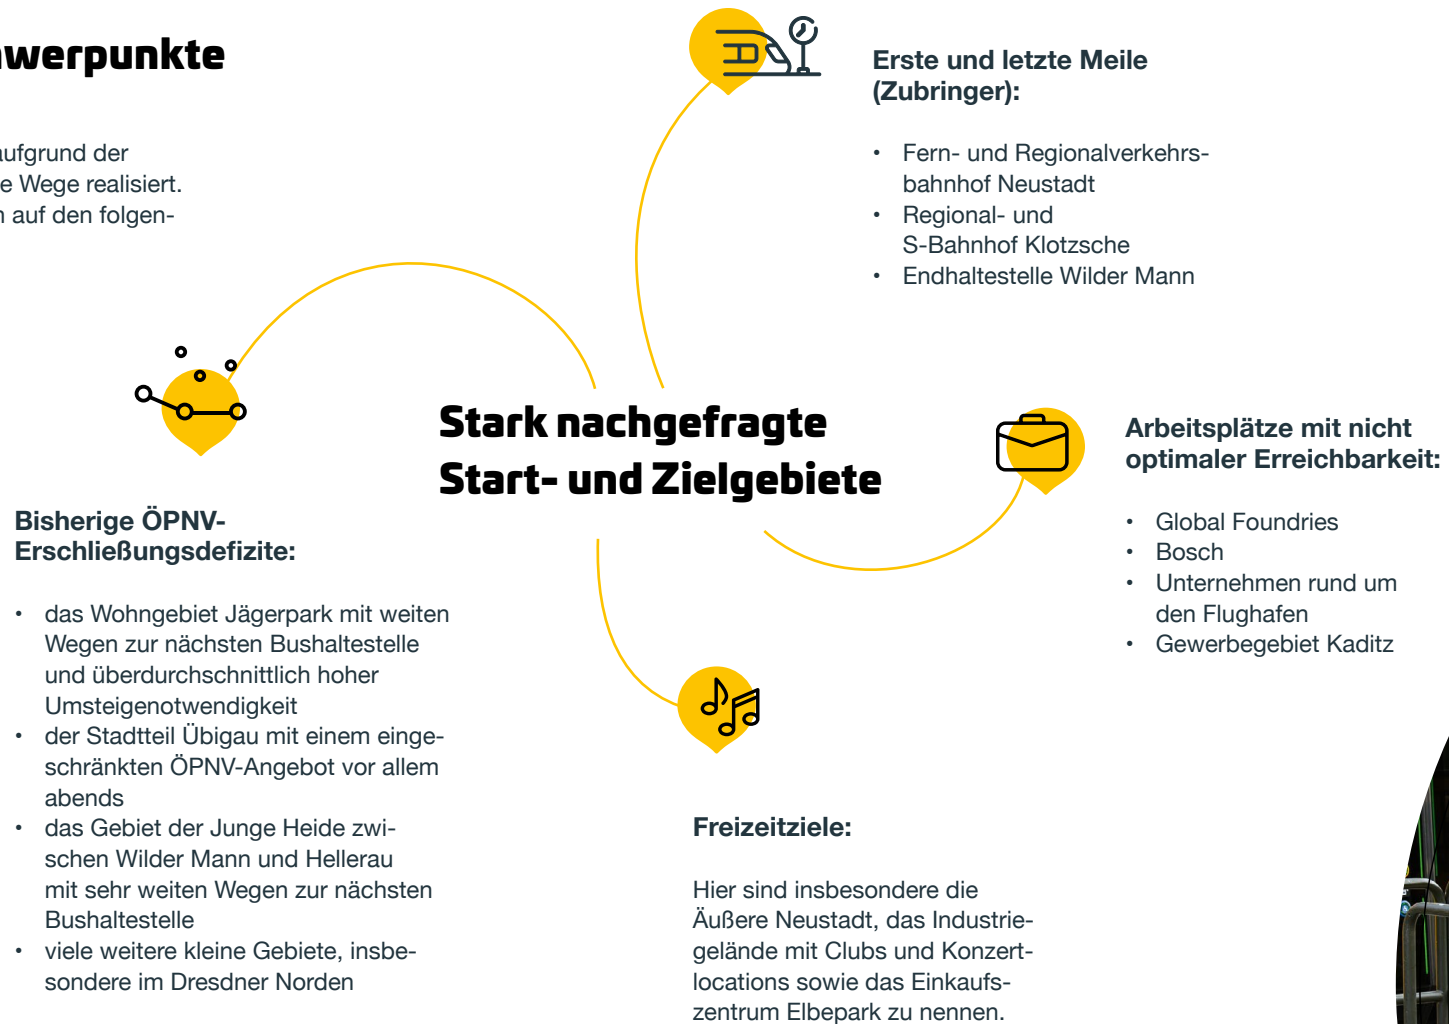 werpunkte
aufgrund der
e Wege realisiert.
auf den folgen-
Erste und letzte Meile
(Zubringer):
• Fern- und Regionalverkehrs-
bahnhof Neustadt
• Regional- und
S-Bahnhof Klotzsche
• Endhaltestelle Wilder Mann
Stark nachgefragte
Start- und Zielgebiete
Arbeitsplätze mit nicht
optimaler Erreichbarkeit:
• Global Foundries
• Bosch
• Unternehmen rund um
den Flughafen
• Gewerbegebiet Kaditz
Bisherige ÖPNV-
Erschließungsdefizite:
• das Wohngebiet Jägerpark mit weiten
Wegen zur nächsten Bushaltestelle
und überdurchschnittlich hoher
Umsteigenotwendigkeit
• der Stadtteil Übigau mit einem einge-
schränkten ÖPNV-Angebot vor allem
abends
• das Gebiet der Junge Heide zwi-
schen Wilder Mann und Hellerau
mit sehr weiten Wegen zur nächsten
Bushaltestelle
• viele weitere kleine Gebiete, insbe-
sondere im Dresdner Norden
Freizeitziele:
Hier sind insbesondere die
Äußere Neustadt, das Industrie-
gelände mit Clubs und Konzert-
locations sowie das Einkaufs-
zentrum Elbepark zu nennen.